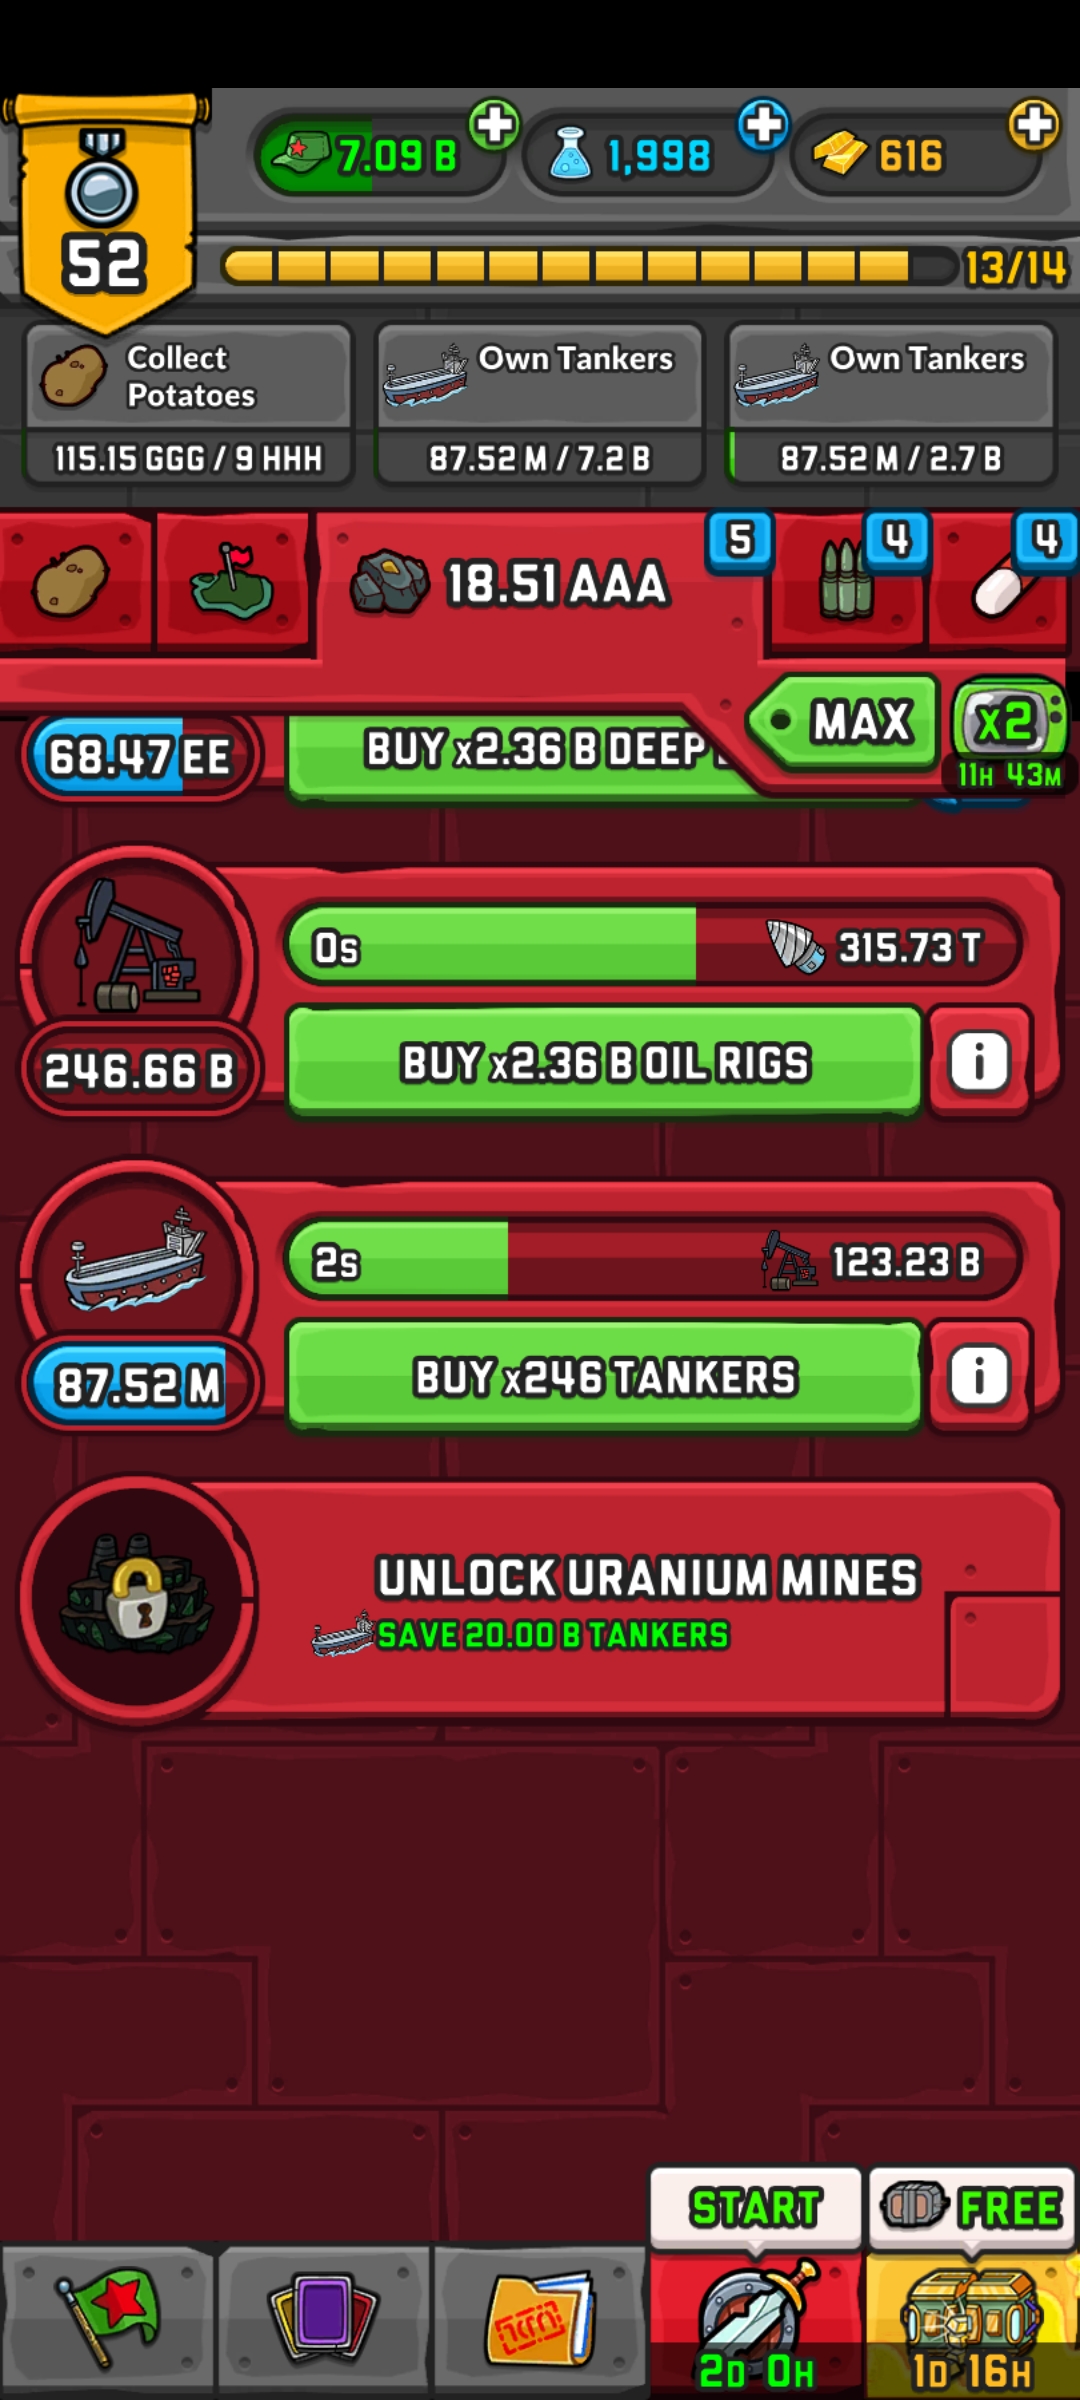 7.09 B
1,998
616
52
13/14
Collect
Potatoes
115.15 GGG / 9 HHH
Own Tankers
87.52 M / 7.2 B
Own Tankers
87.52 M / 2.7 B
18.51 AAA
5
4
4
MAX
x2
11H 43M
68.47 EE
BUY x2.36 B DEEP
0s
315.73 T
246.66 B
BUY x2.36 B OIL RIGS
i
2s
123.23 B
87.52 M
BUY x246 TANKERS
i
UNLOCK URANIUM MINES
SAVE 20.00 B TANKERS
START
FREE
2D 0H
1D 16H